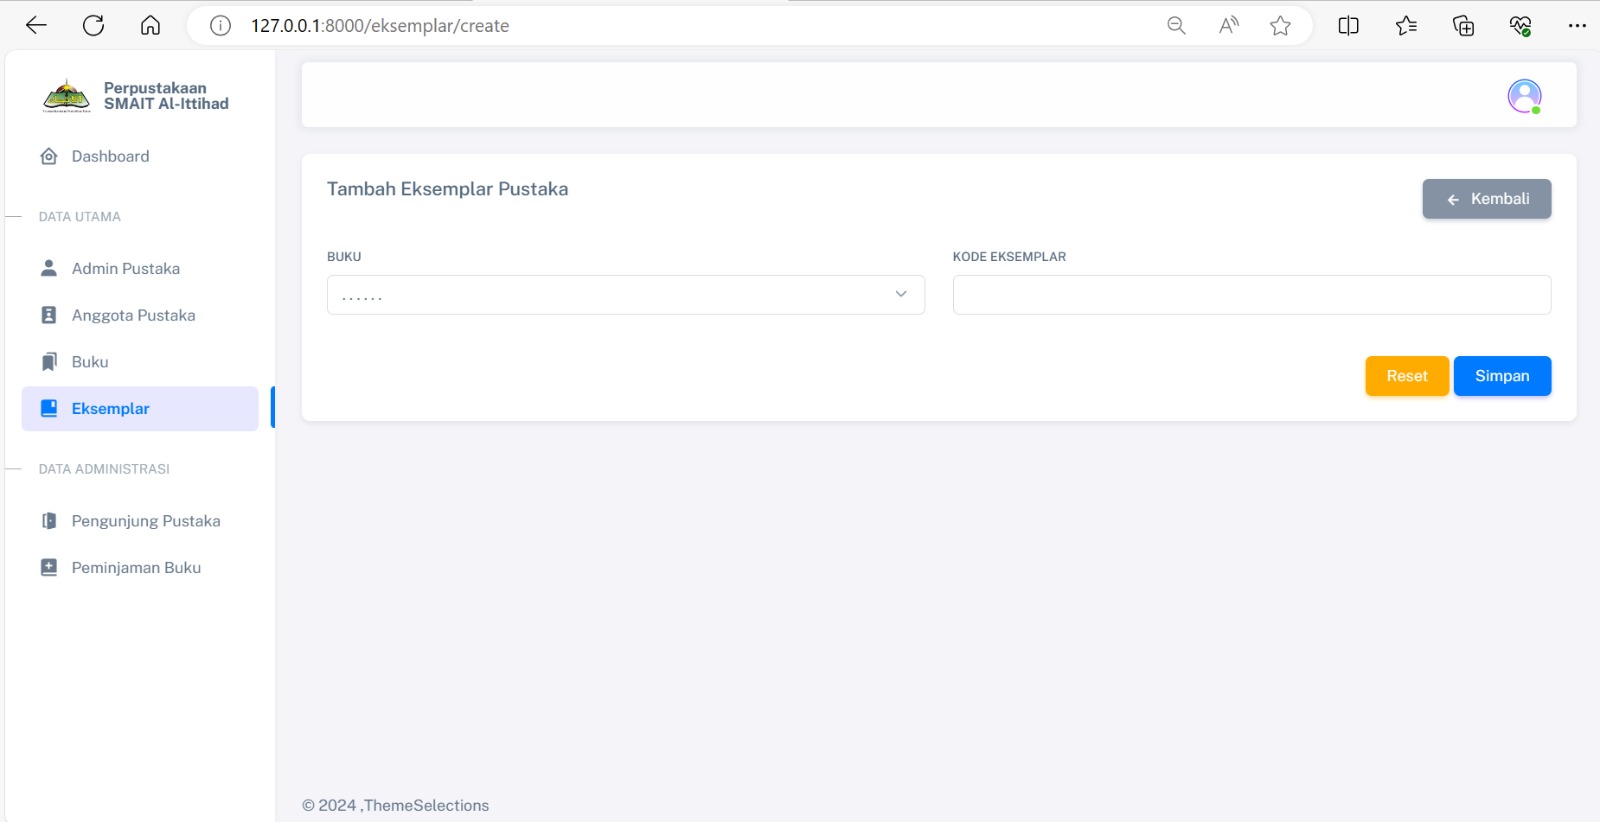 127.0.0.1:8000/eksemplar/create
Perpustakaan
SMAIT Al-Ittihad
Dashboard
DATA UTAMA
Admin Pustaka
Anggota Pustaka
Buku
Eksemplar
DATA ADMINISTRASI
Pengunjung Pustaka
Peminjaman Buku
Tambah Eksemplar Pustaka
Kembali
BUKU
KODE EKSEMPLAR
......
Reset
Simpan
© 2024 ,ThemeSelections